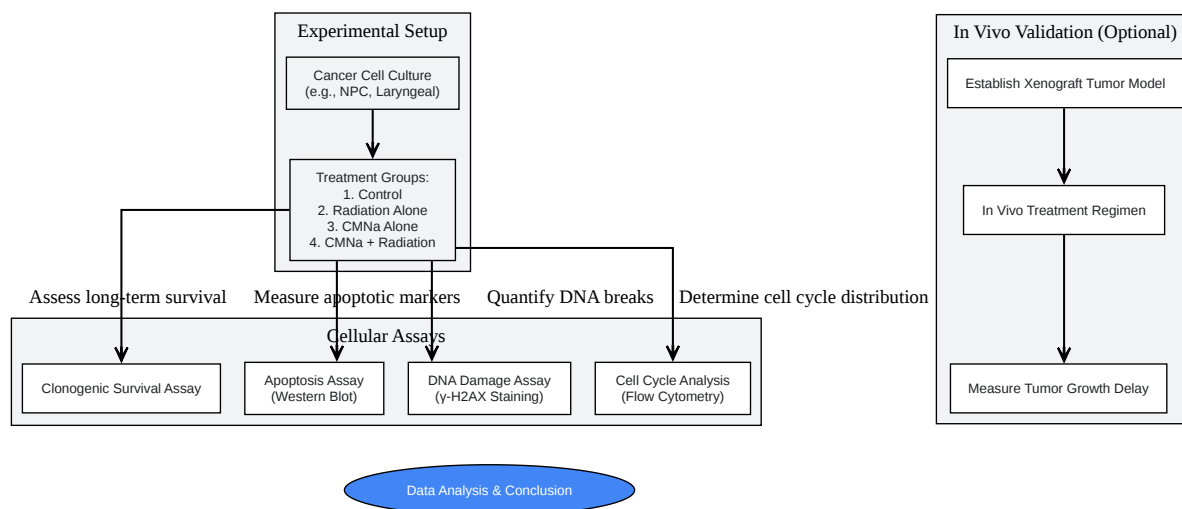 Experimental Setup
Cancer Cell Culture
(e.g., NPC, Laryngeal)
Treatment Groups:
1. Control
2. Radiation Alone
3. CMNa Alone
4. CMNa + Radiation
Assess long-term survival
Measure apoptotic markers
Quantify DNA breaks
Determine cell cycle distribution
Cellular Assays
Clonogenic Survival Assay
Apoptosis Assay
(Western Blot)
DNA Damage Assay
(γ-H2AX Staining)
Cell Cycle Analysis
(Flow Cytometry)
In Vivo Validation (Optional)
Establish Xenograft Tumor Model
In Vivo Treatment Regimen
Measure Tumor Growth Delay
Data Analysis & Conclusion